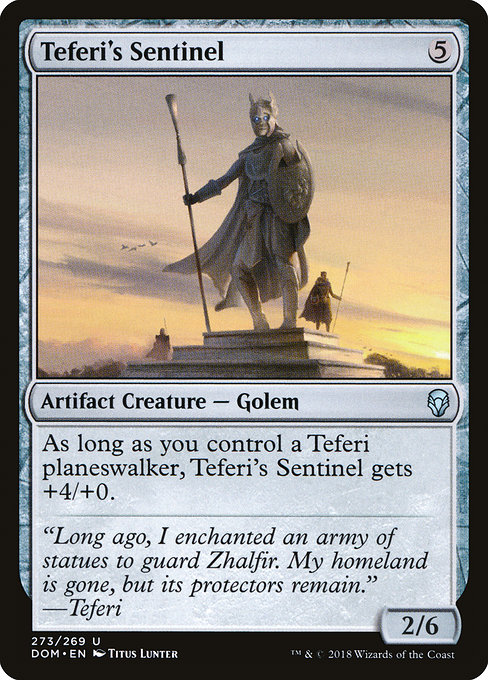 Teferi's Sentinel 5
Artifact Creature — Golem
As long as you control a Teferi
planeswalker, Teferi's Sentinel gets
+4/+0.
“Long ago, I enchanted an army of
statues to guard Zhalfir. My homeland
is gone, but its protectors remain.”
—Teferi
2/6
273/269 U
DOM • EN Titus Lunter
™ & © 2018 Wizards of the Coast